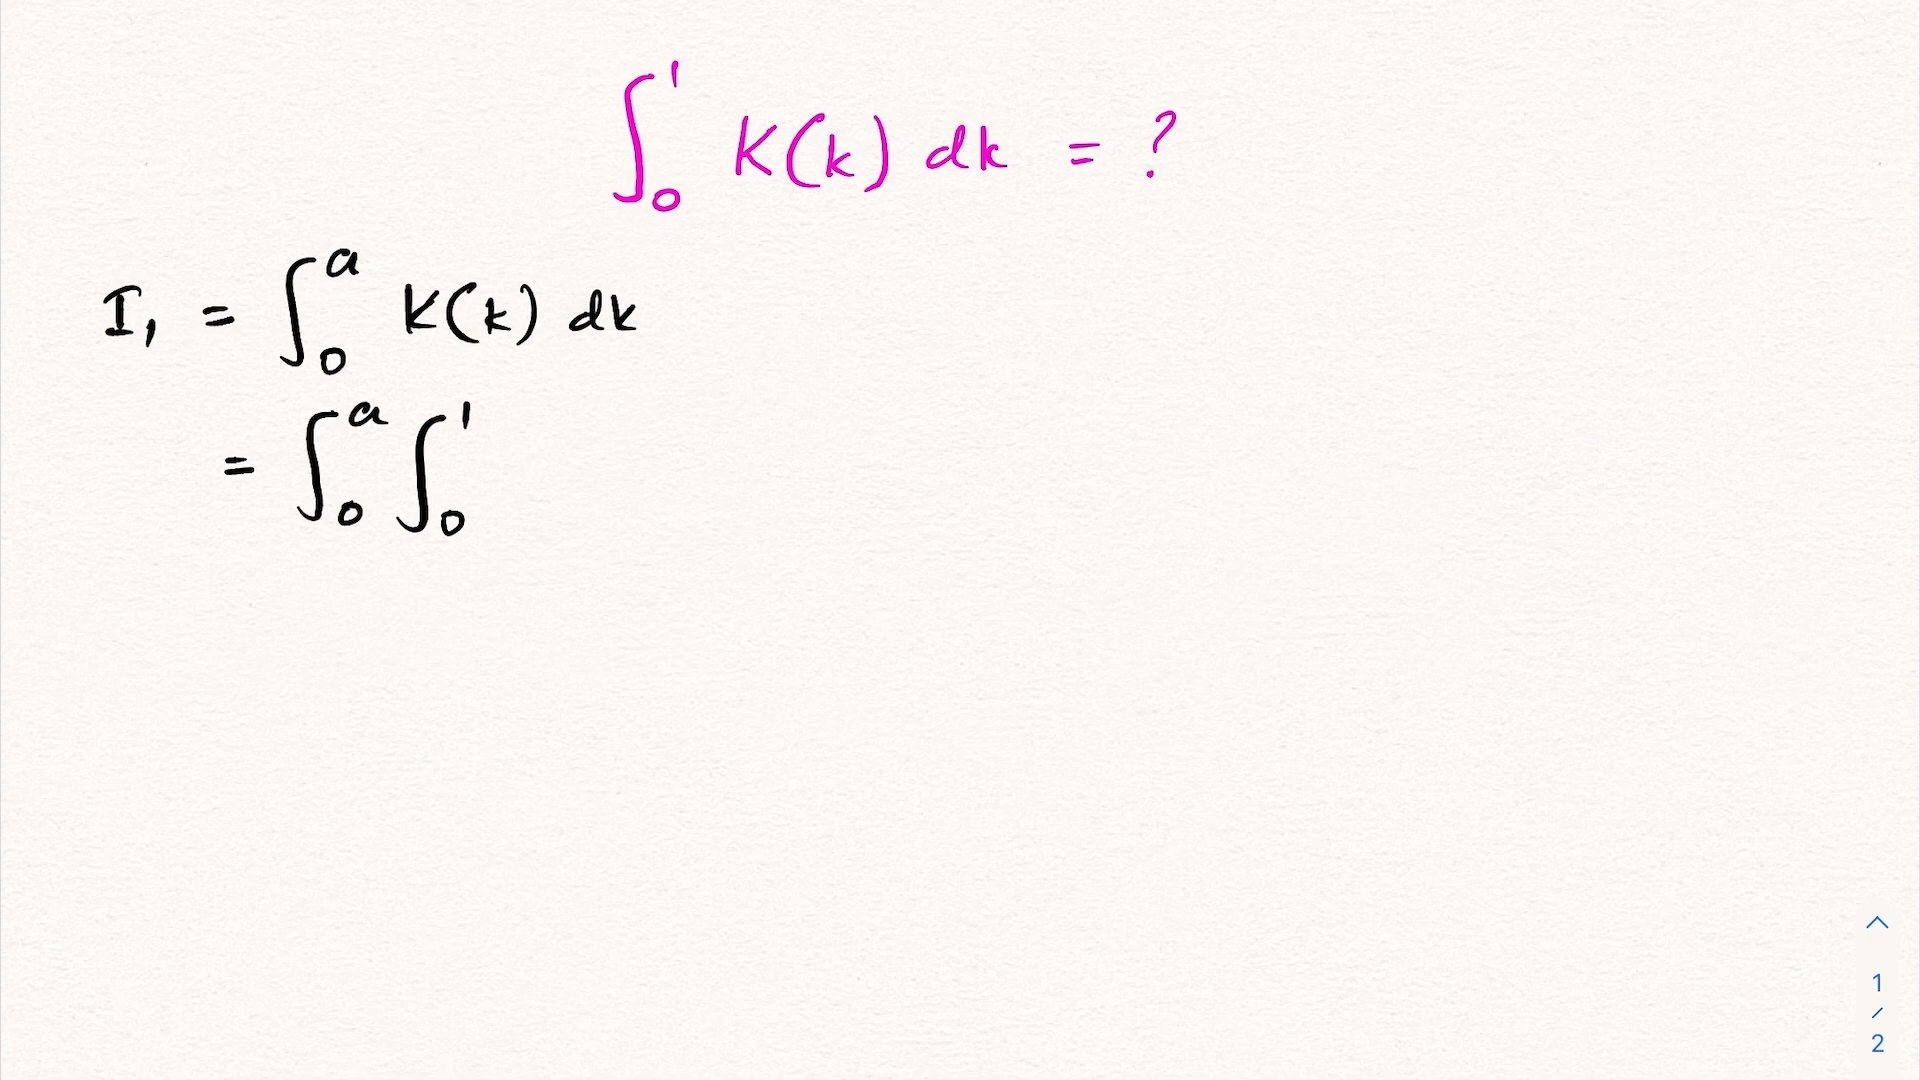 ∫₀¹ K(k) dk = ?
I₁ = ∫₀ᵃ K(k) dk
= ∫₀ᵃ ∫₀¹
1
/
2